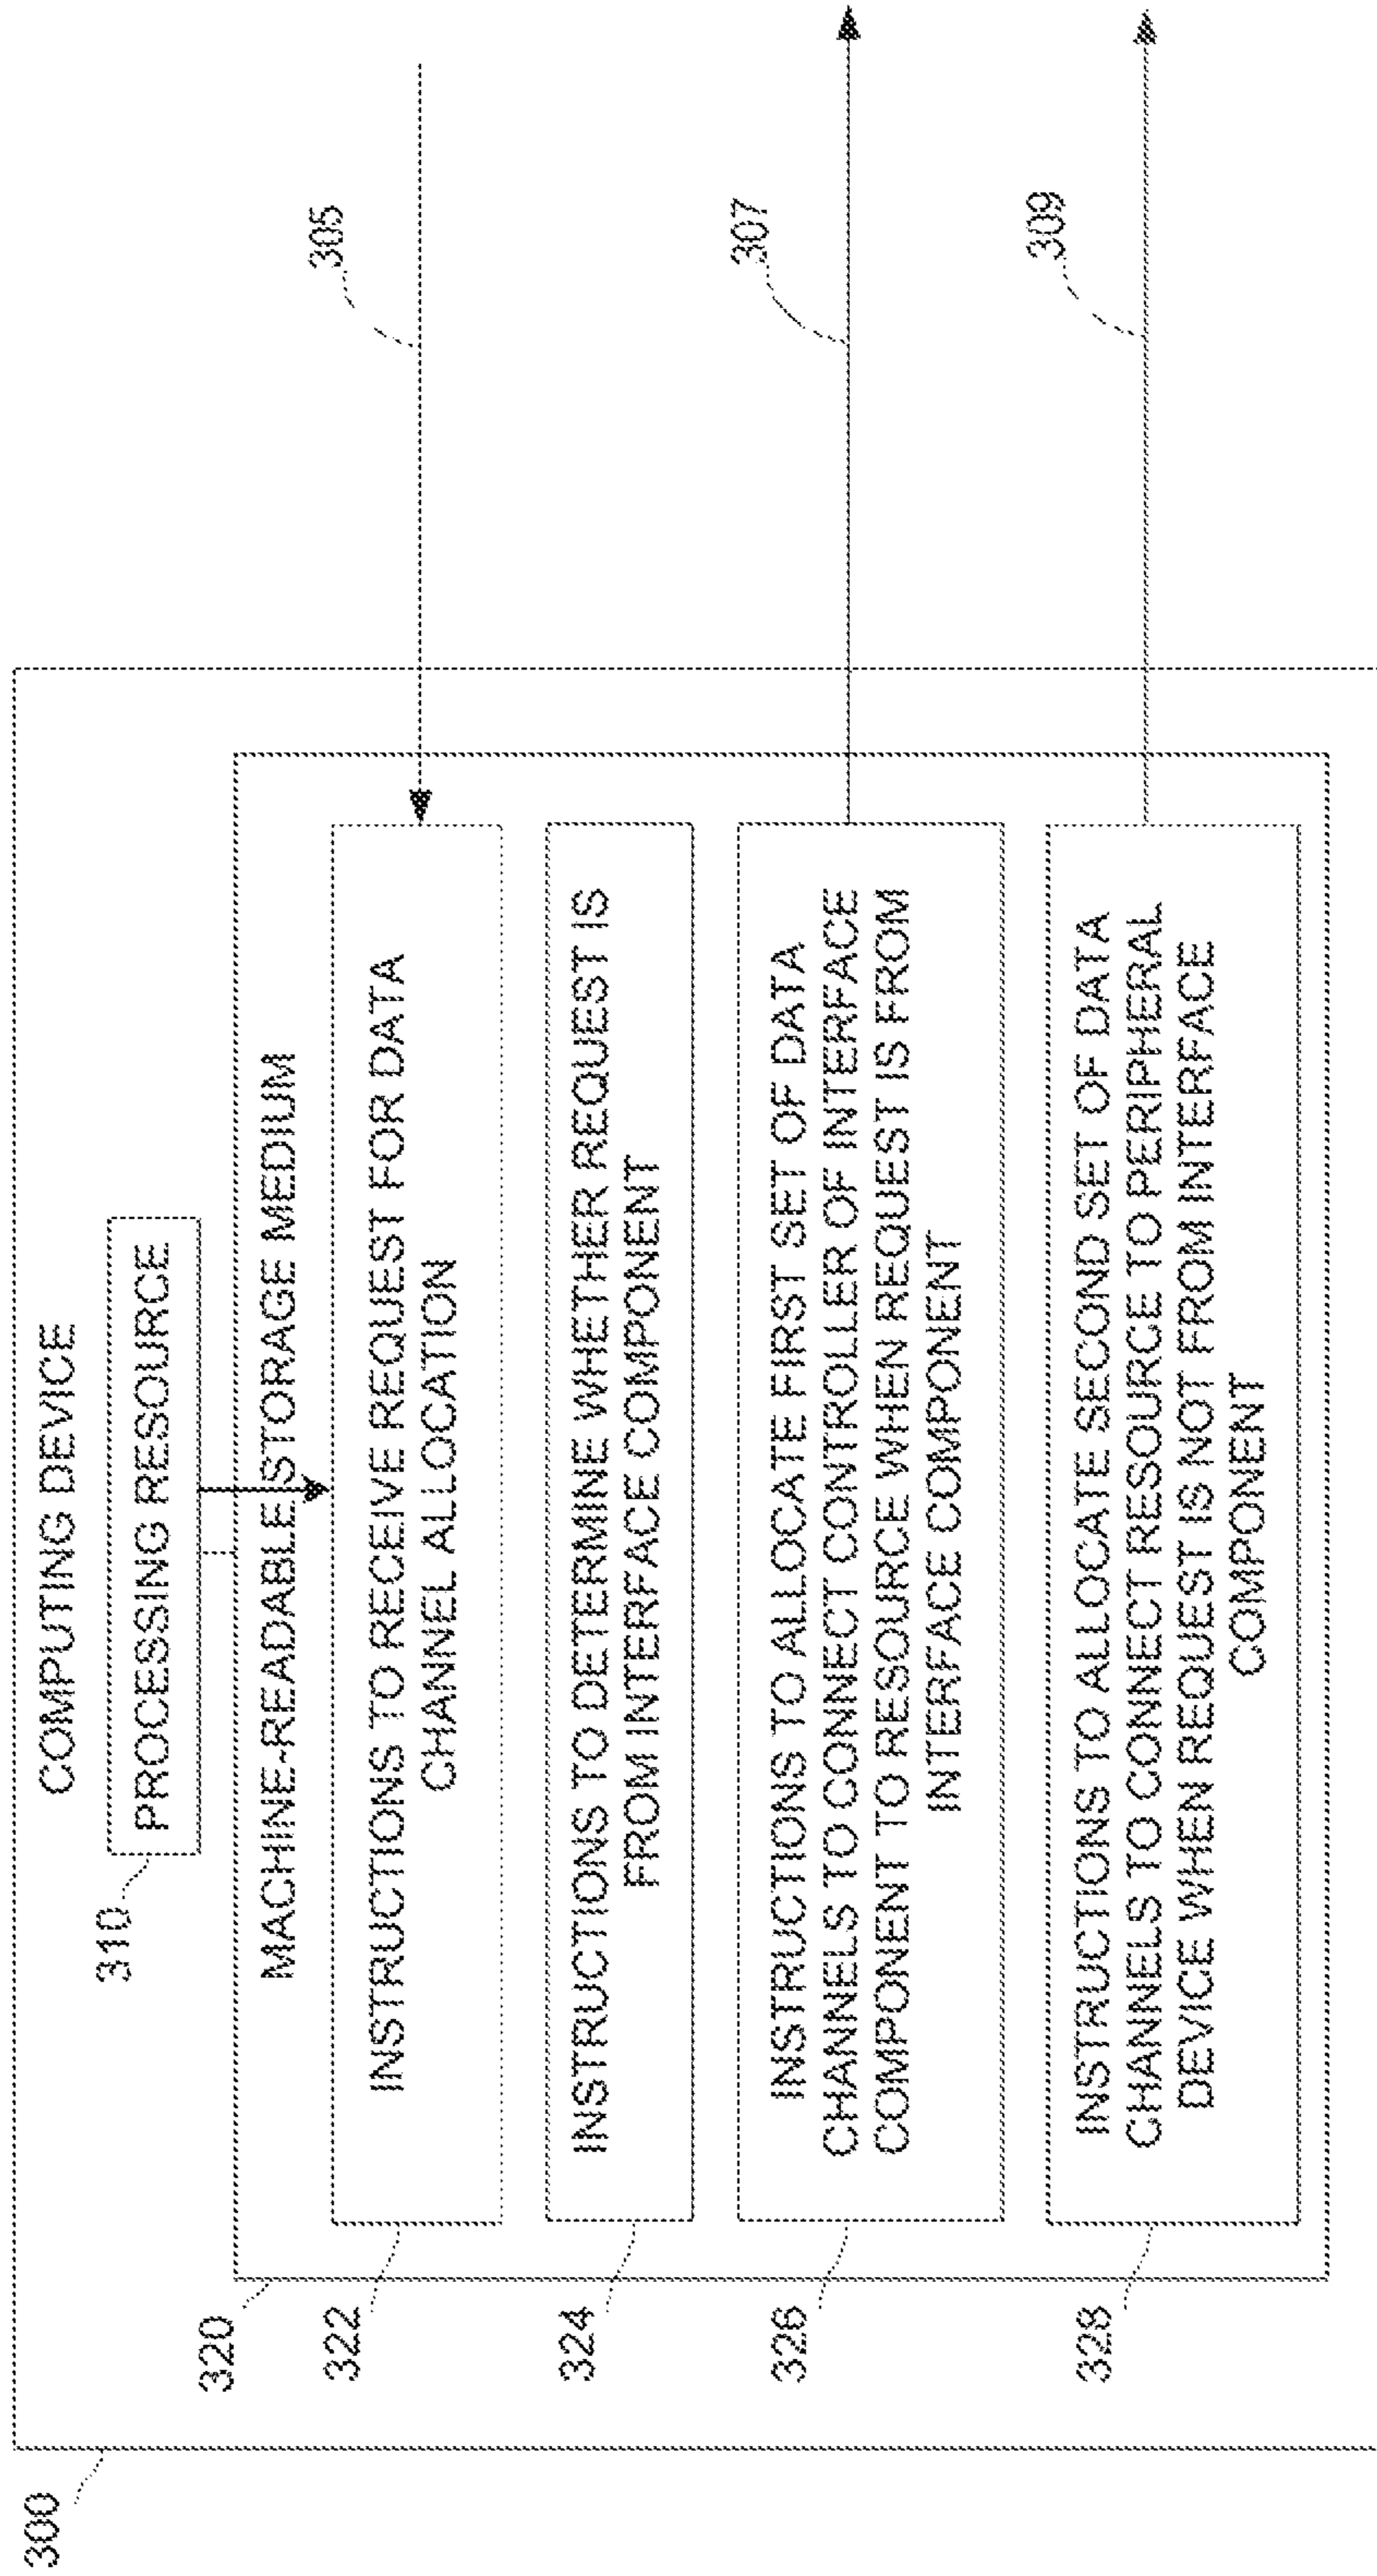 300
COMPUTING DEVICE
310
PROCESSING RESOURCE
320
MACHINE-READABLE STORAGE MEDIUM
322
INSTRUCTIONS TO RECEIVE REQUEST FOR DATA
CHANNEL ALLOCATION
305
324
INSTRUCTIONS TO DETERMINE WHETHER REQUEST IS
FROM INTERFACE COMPONENT
326
INSTRUCTIONS TO ALLOCATE FIRST SET OF DATA
CHANNELS TO CONNECT CONTROLLER OF INTERFACE
COMPONENT TO RESOURCE WHEN REQUEST IS FROM
INTERFACE COMPONENT
307
328
INSTRUCTIONS TO ALLOCATE SECOND SET OF DATA
CHANNELS TO CONNECT RESOURCE TO PERIPHERAL
DEVICE WHEN REQUEST IS NOT FROM INTERFACE
COMPONENT
309